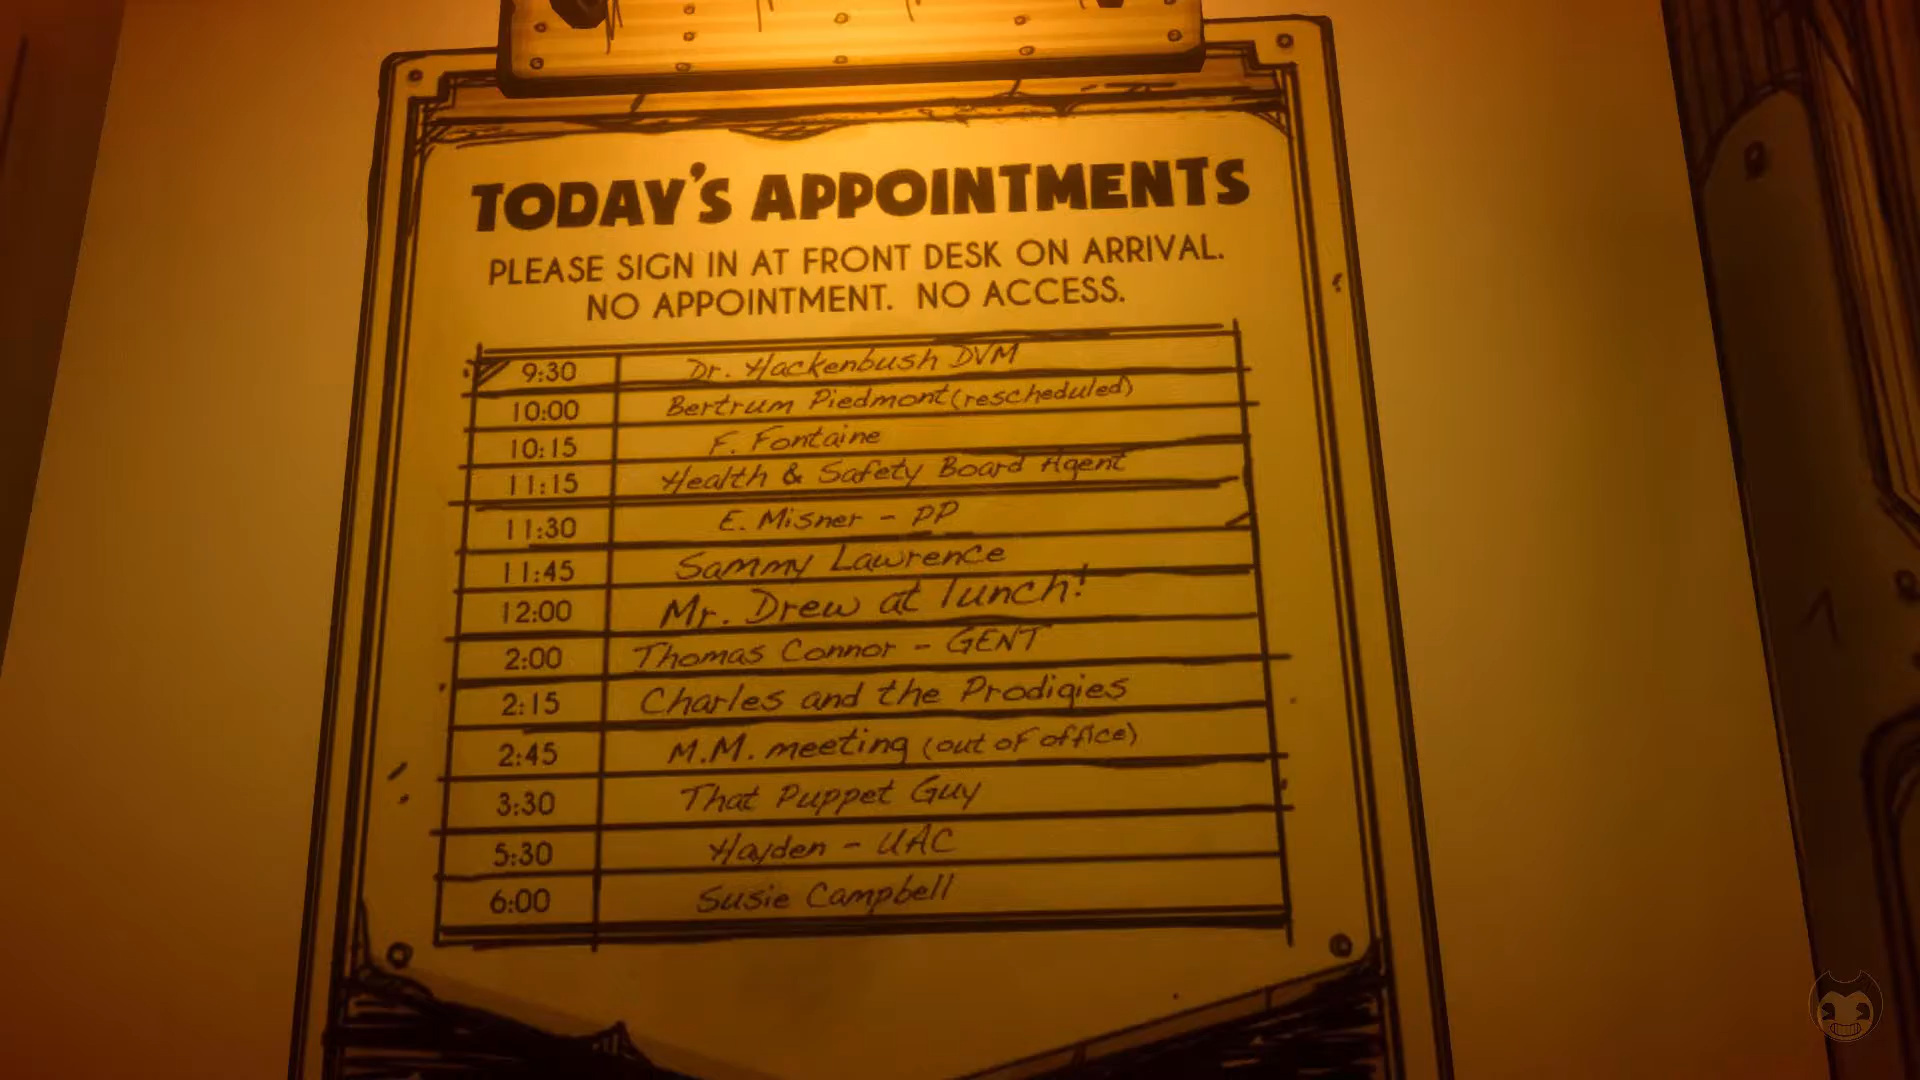 TODAY'S APPOINTMENTS
PLEASE SIGN IN AT FRONT DESK ON ARRIVAL.
NO APPOINTMENT. NO ACCESS.
9:30 Dr. Hackenbush DVM
10:00 Bertrum Piedmont (rescheduled)
10:15 F. Fontaine
11:15 Health & Safety Board Agent
11:30 E. Misner - PP
11:45 Sammy Lawrence
12:00 Mr. Drew at lunch!
2:00 Thomas Connor - GENT
2:15 Charles and the Prodigies
2:45 M.M. meeting (out of office)
3:30 That Puppet Guy
5:30 Hayden - UAC
6:00 Susie Campbell